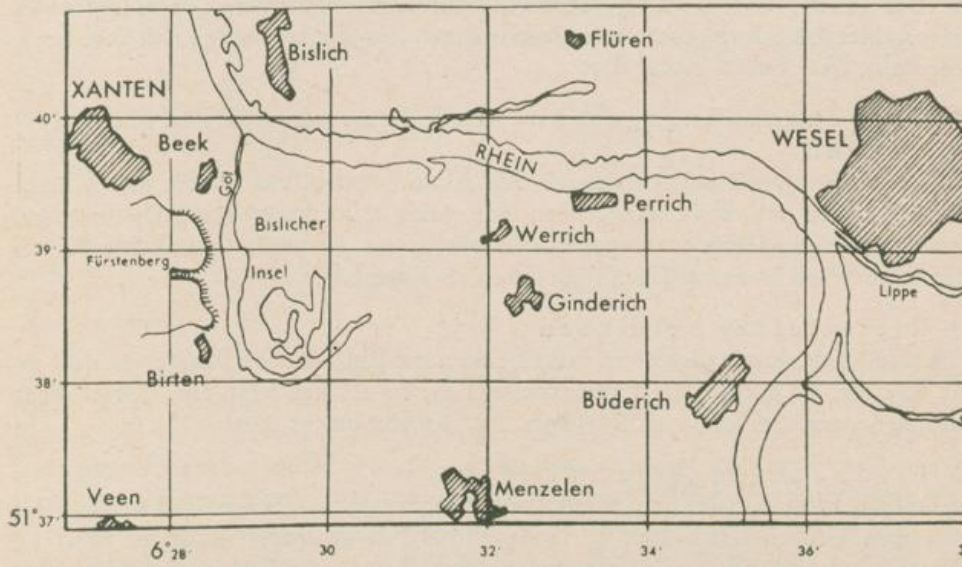 Flüren
Bislich
XANTEN
40'
WESEL
Beek
RHEIN
Got
Perrich
Bislicher
Werrich
39'
Fürstenberg
Insel
Lippe
Ginderich
Birten
38'
Büderich
Menzelen
Veen
51° 37'
6° 28' 30 32' 34' 36'